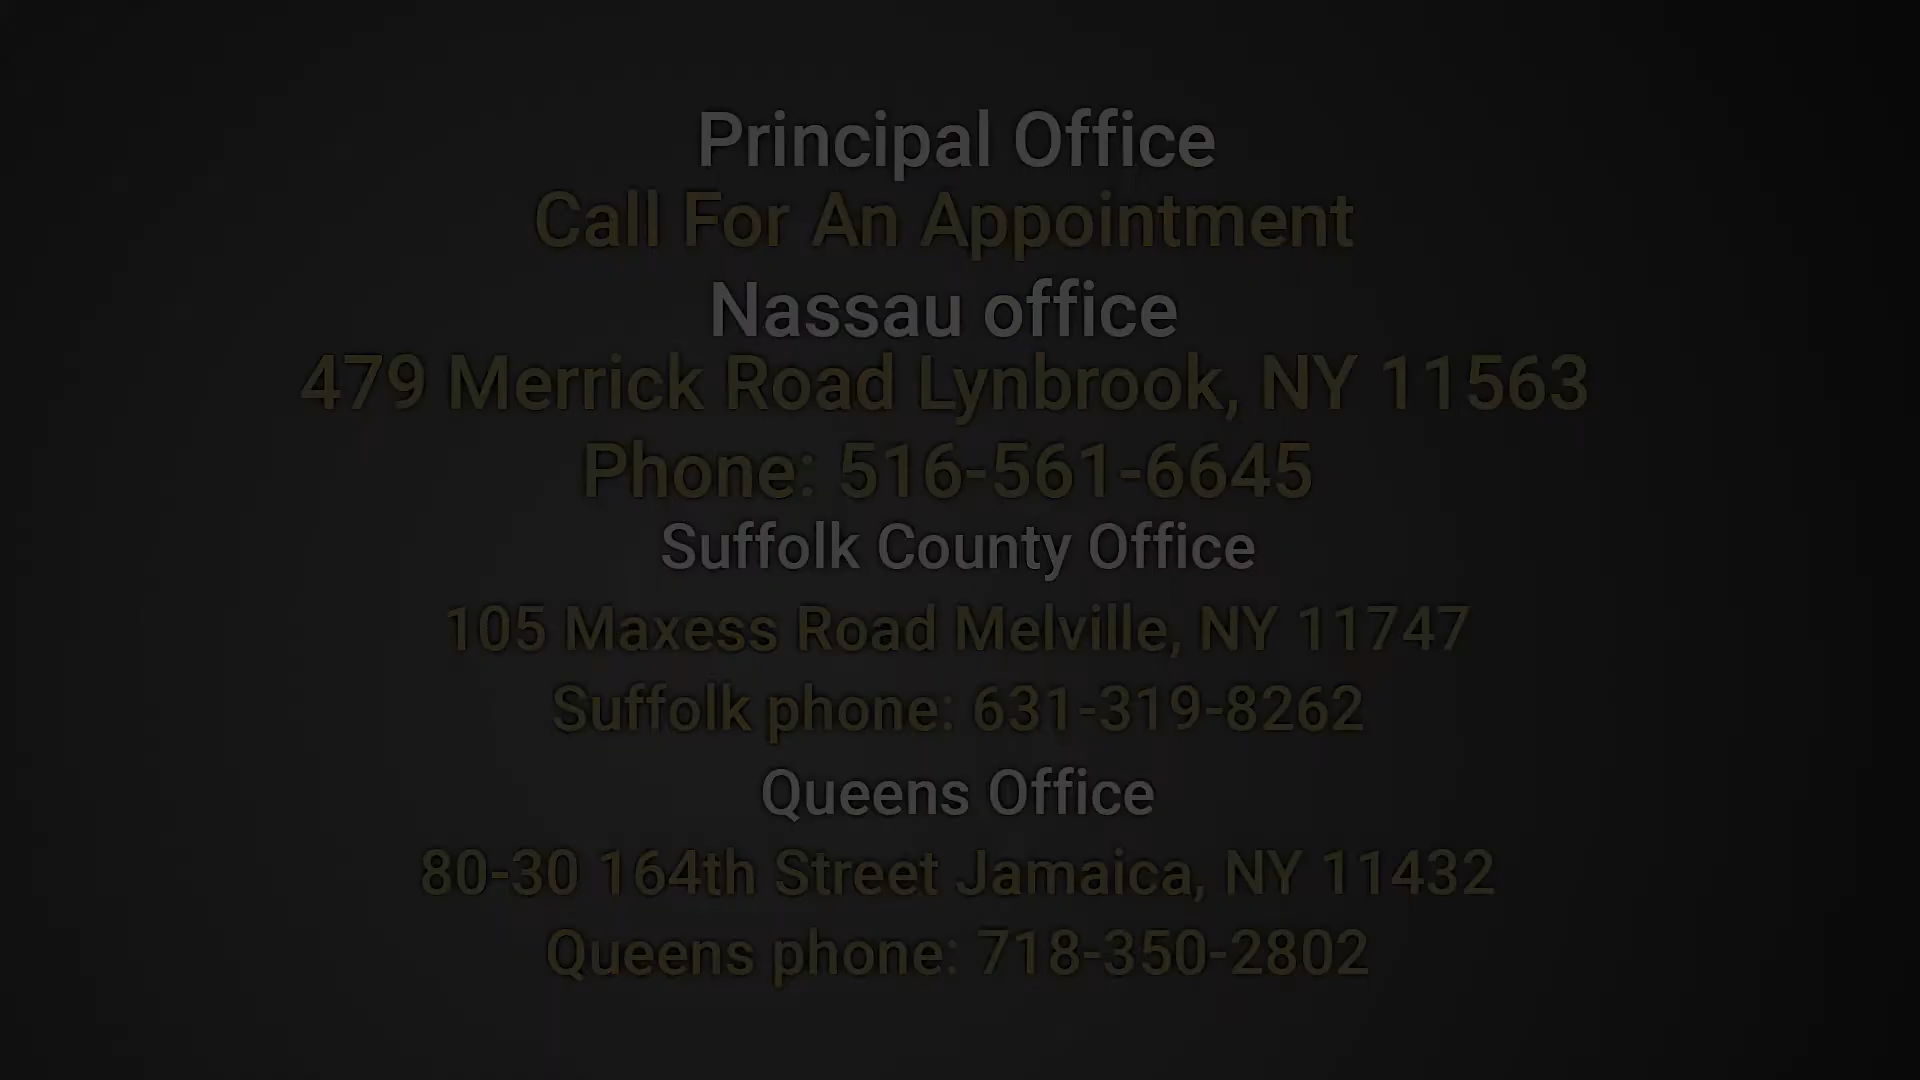 Principal Office
Call For An Appointment
Nassau office
479 Merrick Road Lynbrook, NY 11563
Phone: 516-561-6645
Suffolk County Office
105 Maxess Road Melville, NY 11747
Suffolk phone: 631-319-8262
Queens Office
80-30 164th Street Jamaica, NY 11432
Queens phone: 718-350-2802